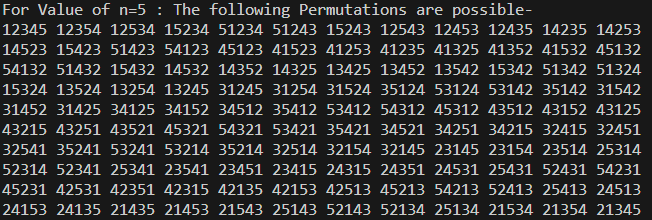 For Value of n=5 : The following Permutations are possible-
12345 12354 12534 15234 51234 51243 15243 12543 12453 12435 14235 14253
14523 15423 51423 54123 45123 41523 41253 41235 41325 41352 41532 45132
54132 51432 15432 14532 14352 14325 13425 13452 13542 15342 51342 51324
15324 13524 13254 13245 31245 31254 31524 35124 53124 53142 35142 31542
31452 31425 34125 34152 34512 35412 53412 54312 45312 43512 43152 43125
43215 43251 43521 45321 54321 53421 35421 34521 34251 34215 32415 32451
32541 35241 53241 53214 35214 32514 32154 32145 23145 23154 23514 25314
52314 52341 25341 23541 23451 23415 24315 24351 24531 25431 52431 54231
45231 42531 42351 42315 42135 42153 42513 45213 54213 52413 25413 24513
24153 24135 21435 21453 21543 25143 52143 52134 25134 21534 21354 21345